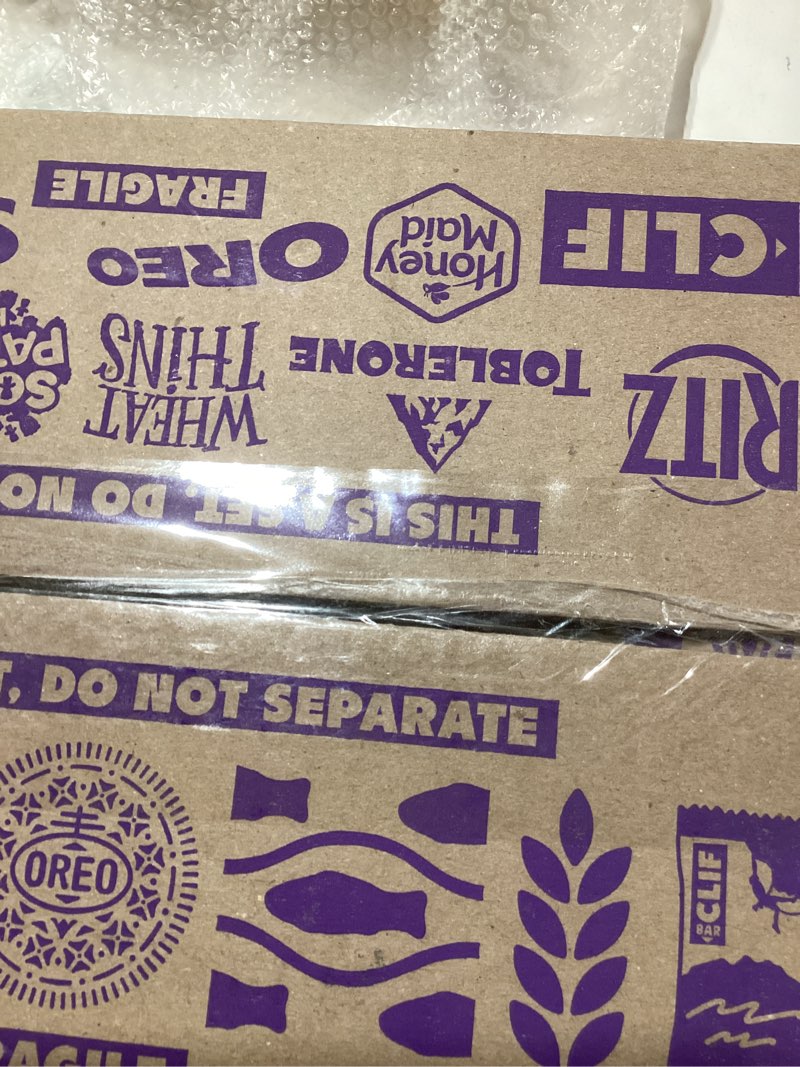 FRAGILE
OREO
Honey
Maid
CLIF
WHEAT
THINS
TOBLERONE
RITZ
THIS IS A SET, DO NO
T, DO NOT SEPARATE
OREO
CLIF
BAR